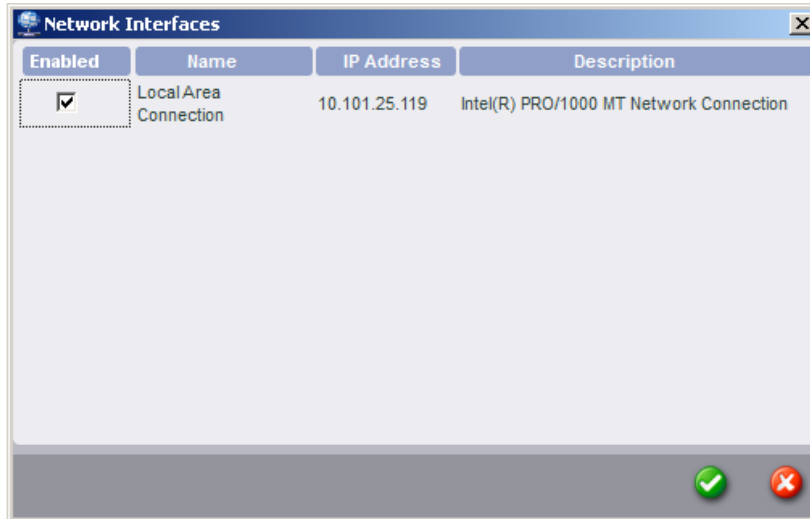 Network Interfaces
Enabled Name IP Address Description
Local Area
Connection 10.101.25.119 Intel(R) PRO/1000 MT Network Connection